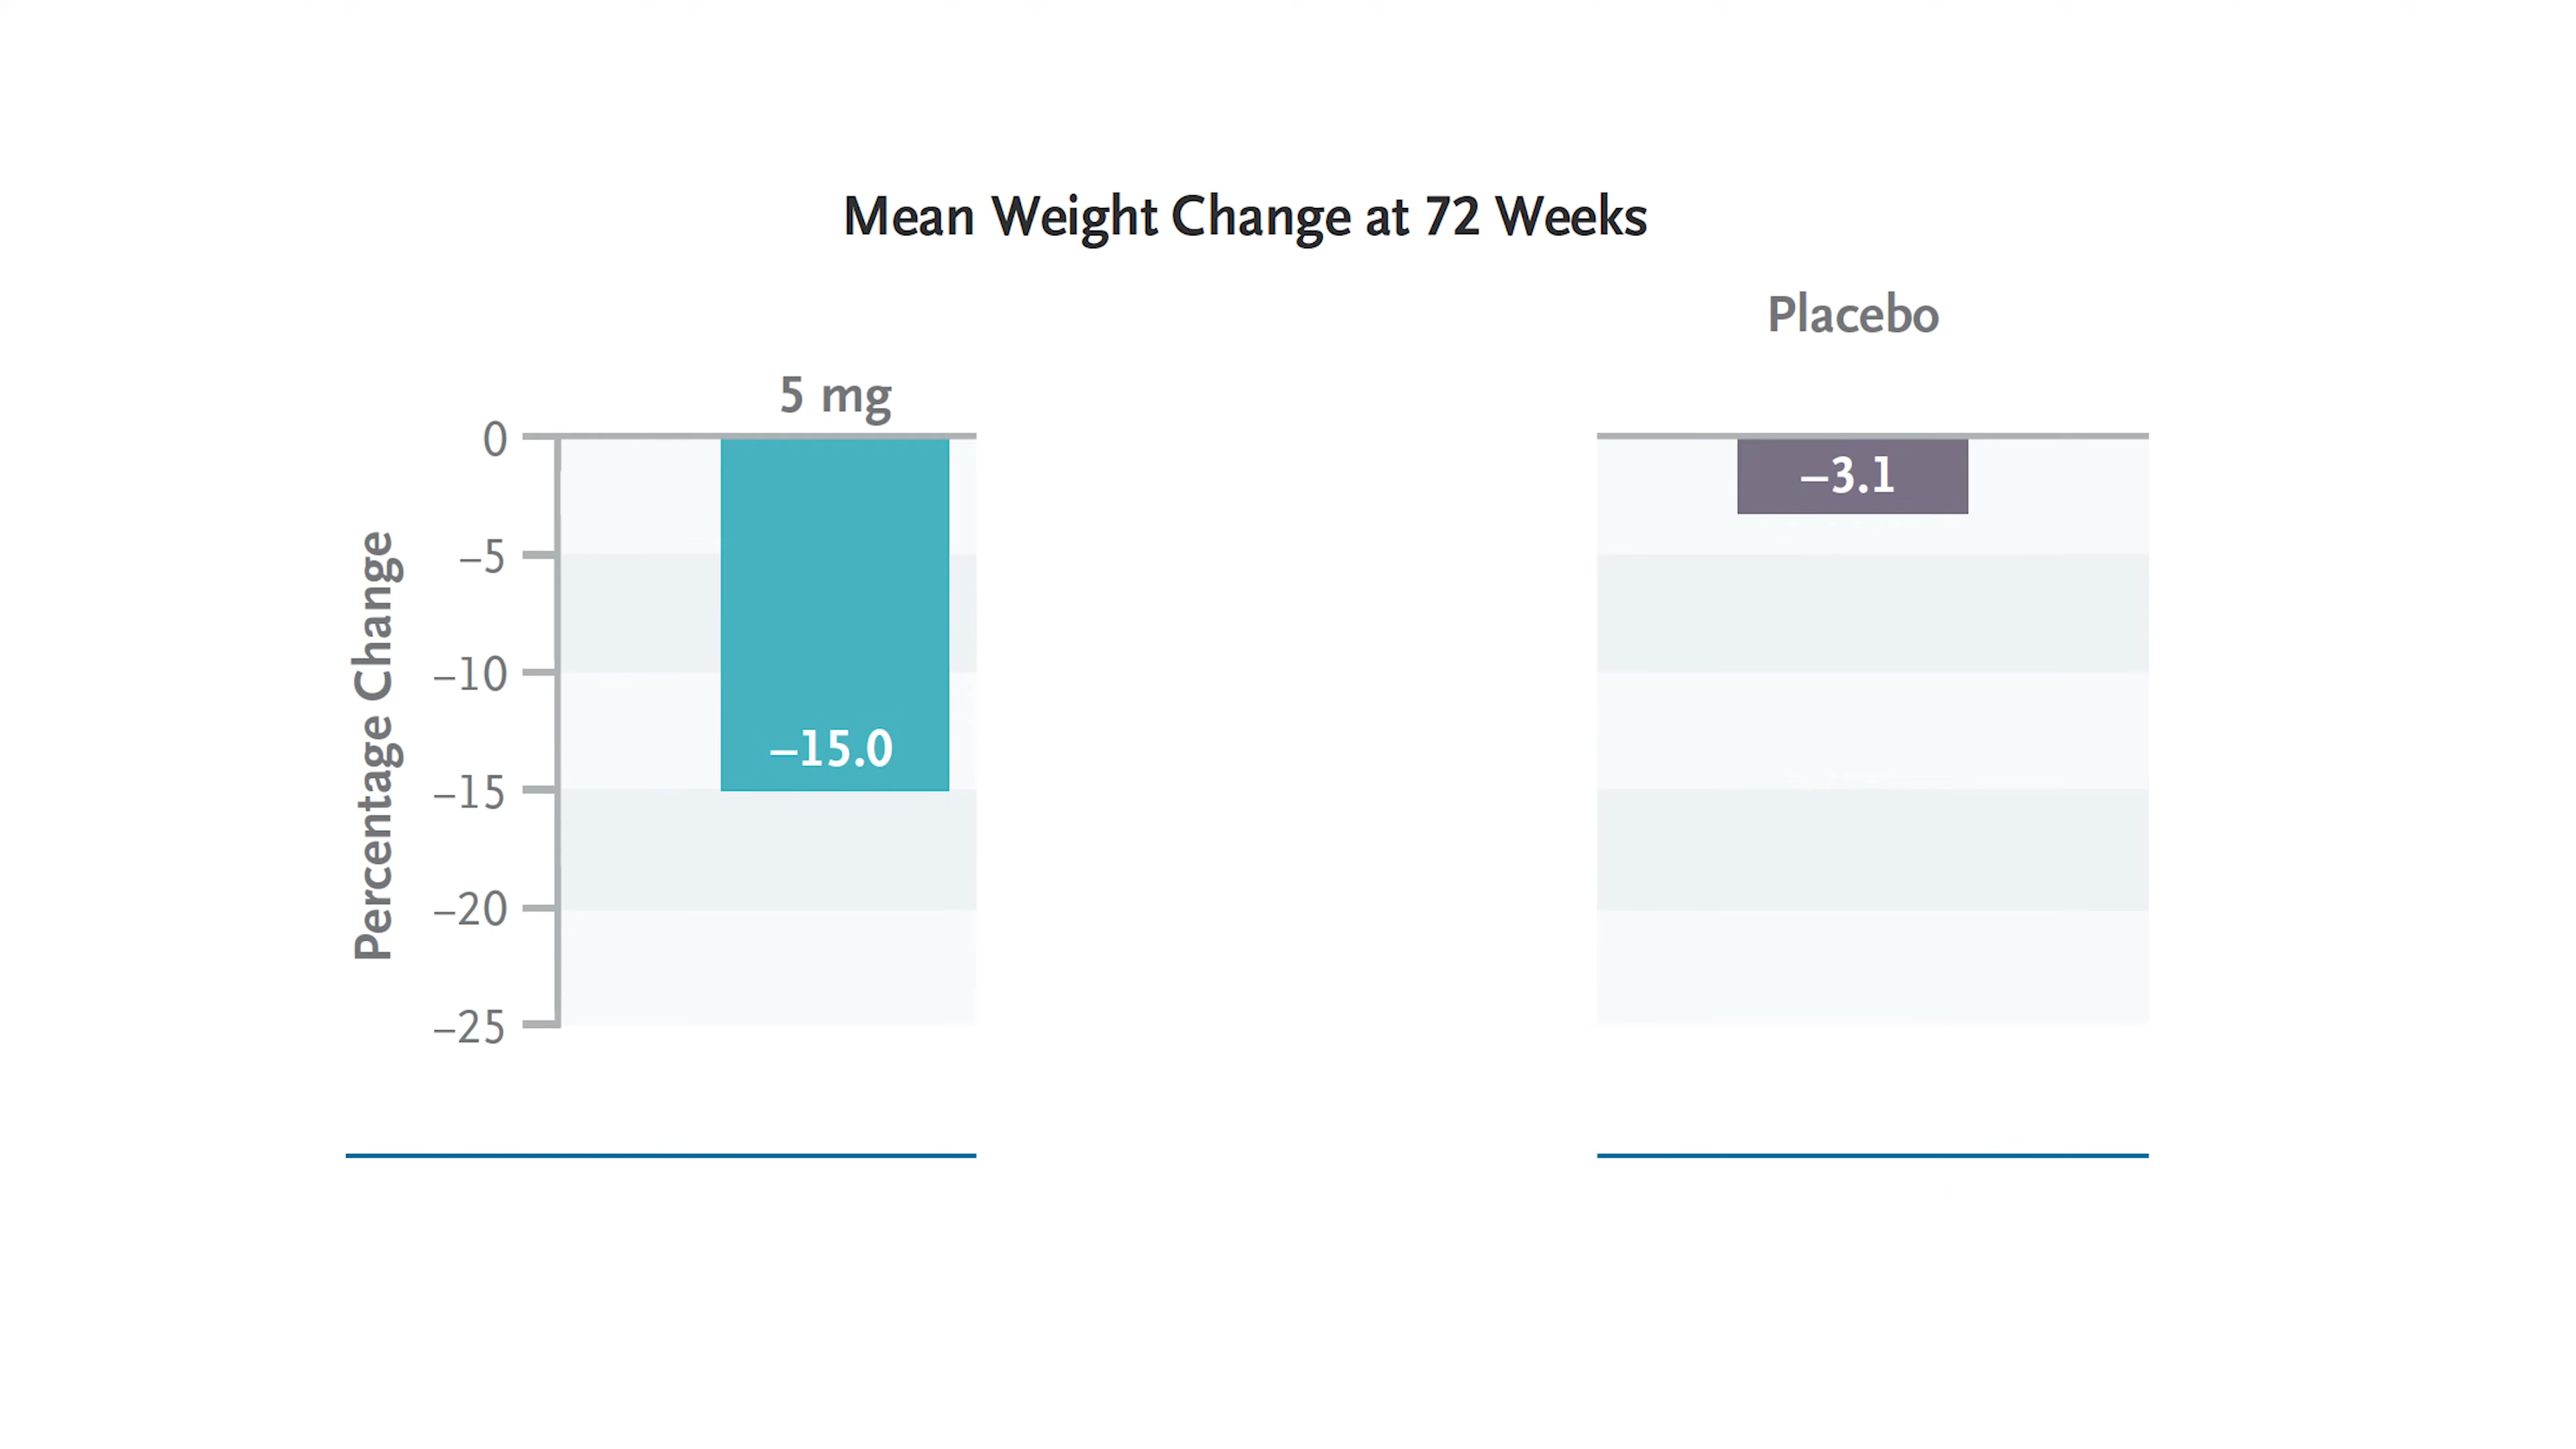 Mean Weight Change at 72 Weeks
Placebo
5 mg
0
–5
–10
–15
–20
–25
Percentage Change
–15.0
–3.1